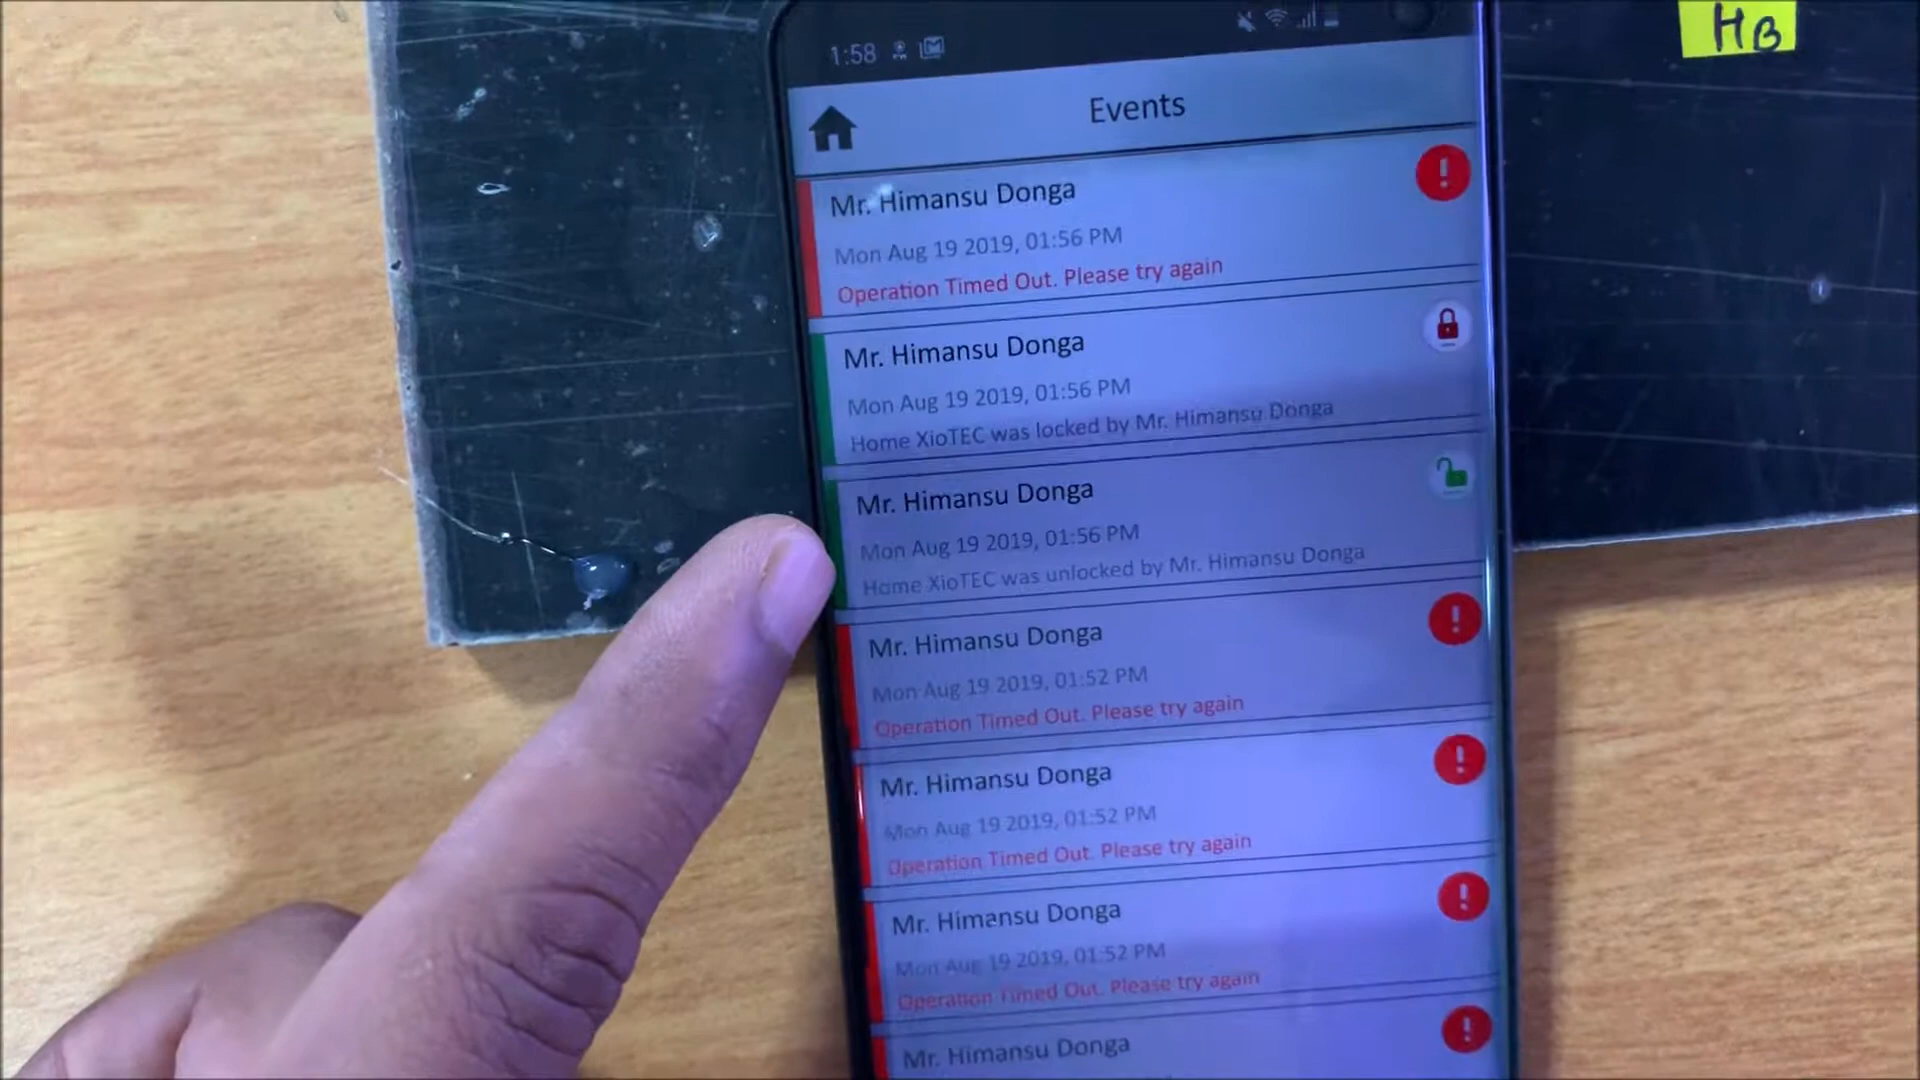 HB
1:58
Events
Mr. Himansu Donga
Mon Aug 19 2019, 01:56 PM
Operation Timed Out. Please try again
Mr. Himansu Donga
Mon Aug 19 2019, 01:56 PM
Home XioTEC was locked by Mr. Himansu Donga
Mr. Himansu Donga
Mon Aug 19 2019, 01:56 PM
Home XioTEC was unlocked by Mr. Himansu Donga
Mr. Himansu Donga
Mon Aug 19 2019, 01:52 PM
Operation Timed Out. Please try again
Mr. Himansu Donga
Mon Aug 19 2019, 01:52 PM
Operation Timed Out. Please try again
Mr. Himansu Donga
Mon Aug 19 2019, 01:52 PM
Operation Timed Out. Please try again
Mr. Himansu Donga